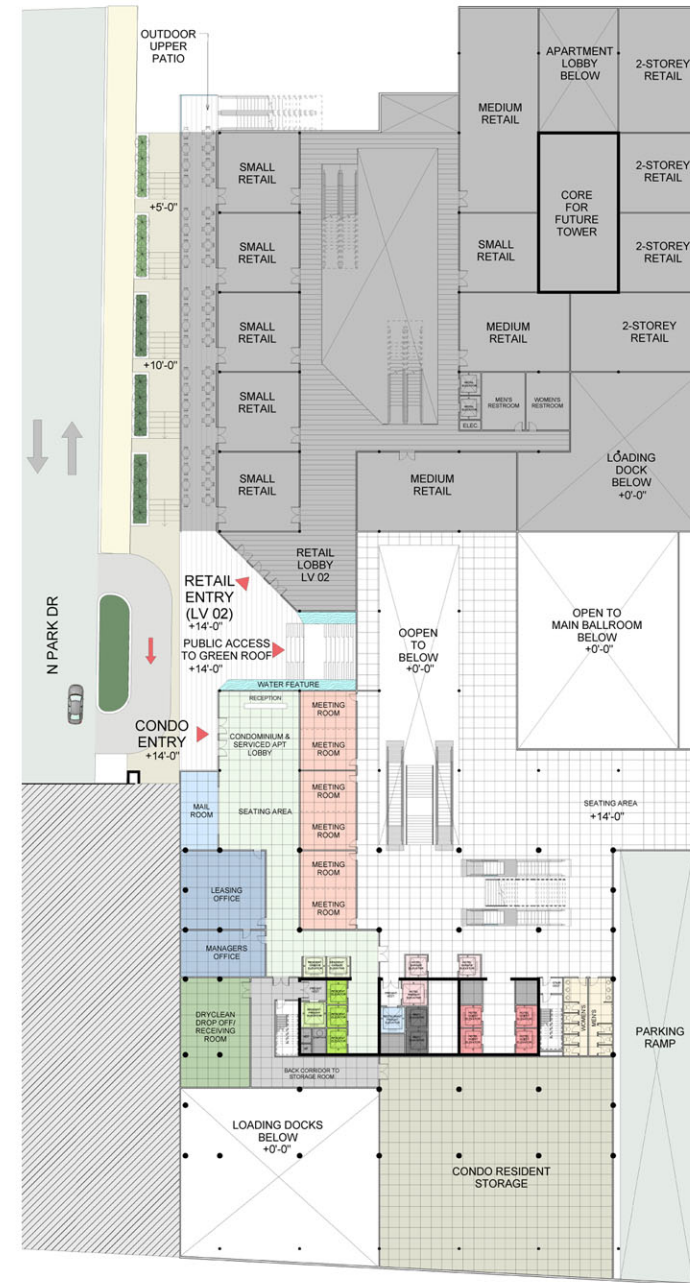 OUTDOOR
UPPER
PATIO
APARTMENT
LOBBY
BELOW
2-STOREY
RETAIL
MEDIUM
RETAIL
SMALL
RETAIL
2-STOREY
RETAIL
CORE
FOR
FUTURE
TOWER
+5'-0"
SMALL
RETAIL
SMALL
RETAIL
2-STOREY
RETAIL
SMALL
RETAIL
MEDIUM
RETAIL
2-STOREY
RETAIL
+10'-0"
SMALL
RETAIL
MEN'S
RESTROOM
WOMEN'S
RESTROOM
ELEC
SMALL
RETAIL
MEDIUM
RETAIL
LOADING
DOCK
BELOW
+0'-0"
RETAIL
LOBBY
LV 02
RETAIL
ENTRY
(LV 02)
+14'-0"
N PARK DR
PUBLIC ACCESS
TO GREEN ROOF
+14'-0"
OOPEN
TO
BELOW
+0'-0"
OPEN TO
MAIN BALLROOM
BELOW
+0'-0"
WATER FEATURE
RECEPTION
CONDO
ENTRY
+14'-0"
CONDOMINIUM &
SERVICED APT
LOBBY
MEETING
ROOM
MEETING
ROOM
MEETING
ROOM
MEETING
ROOM
MEETING
ROOM
MEETING
ROOM
MAIL
ROOM
SEATING AREA
SEATING AREA
+14'-0"
LEASING
OFFICE
MANAGERS
OFFICE
DRYCLEAN
DROP OFF/
RECEIVING
ROOM
WOMEN'S
MEN'S
PARKING
RAMP
BACK CORRIDOR TO
STORAGE ROOM
LOADING DOCKS
BELOW
+0'-0"
CONDO RESIDENT
STORAGE